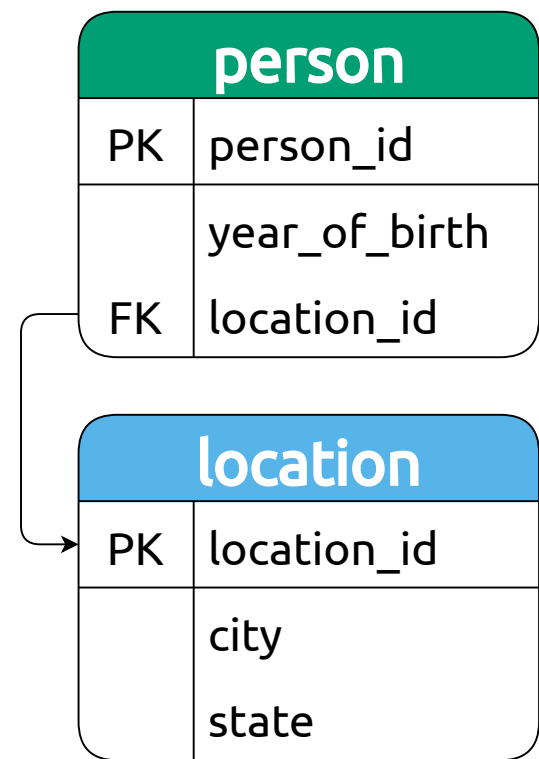 person
PK person_id
year_of_birth
FK location_id
location
PK location_id
city
state